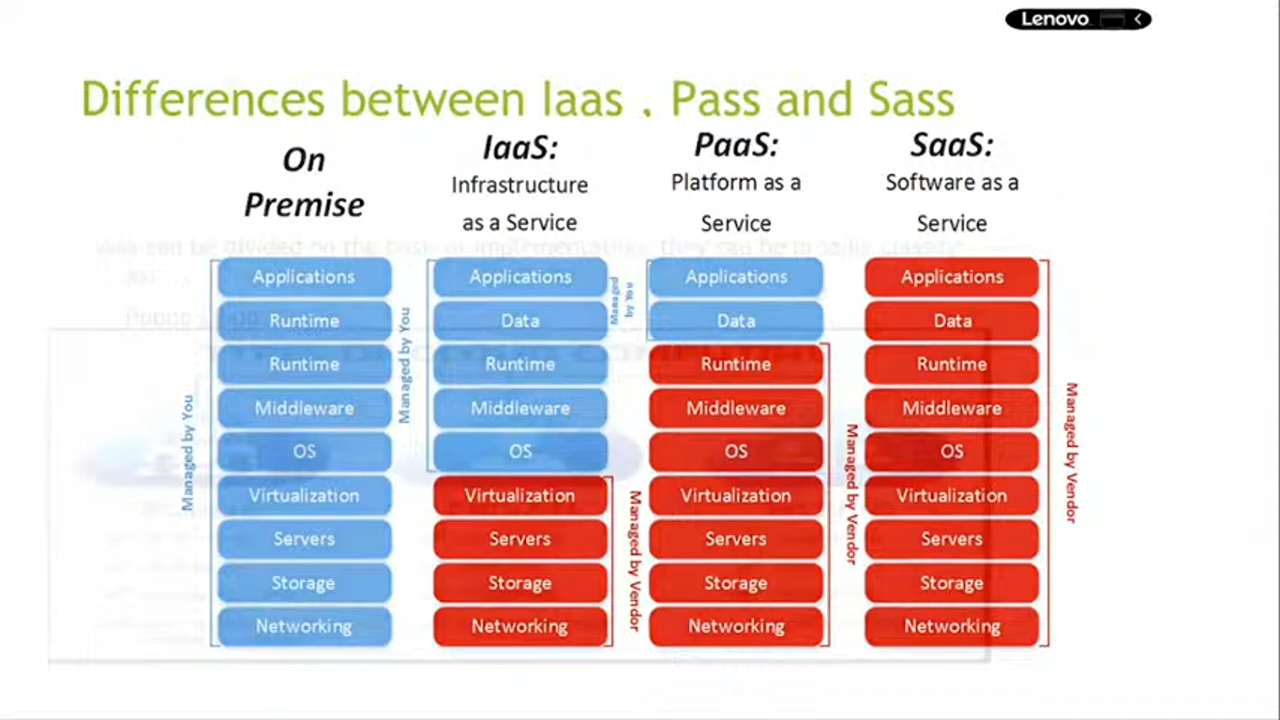 Lenovo
Differences between Iaas . Pass and Sass
On
Premise
Applications
Runtime
Runtime
Middleware
OS
Virtualization
Servers
Storage
Networking
Managed by You
IaaS:
Infrastructure
as a Service
Applications
Data
Runtime
Middleware
OS
Virtualization
Servers
Storage
Networking
Managed by You
Managed by Vendor
PaaS:
Platform as a
Service
Applications
Data
Runtime
Middleware
OS
Virtualization
Servers
Storage
Networking
Managed
by You
Managed by Vendor
SaaS:
Software as a
Service
Applications
Data
Runtime
Middleware
OS
Virtualization
Servers
Storage
Networking
Managed by Vendor